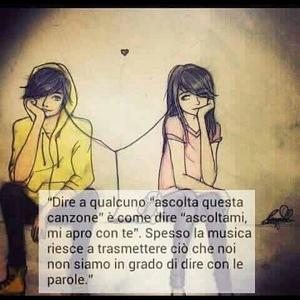 "Dire a qualcuno "ascolta questa
canzone" è come dire "ascoltami,
mi apro con te". Spesso la musica
riesce a trasmettere ciò che noi
non siamo in grado di dire con le
parole."